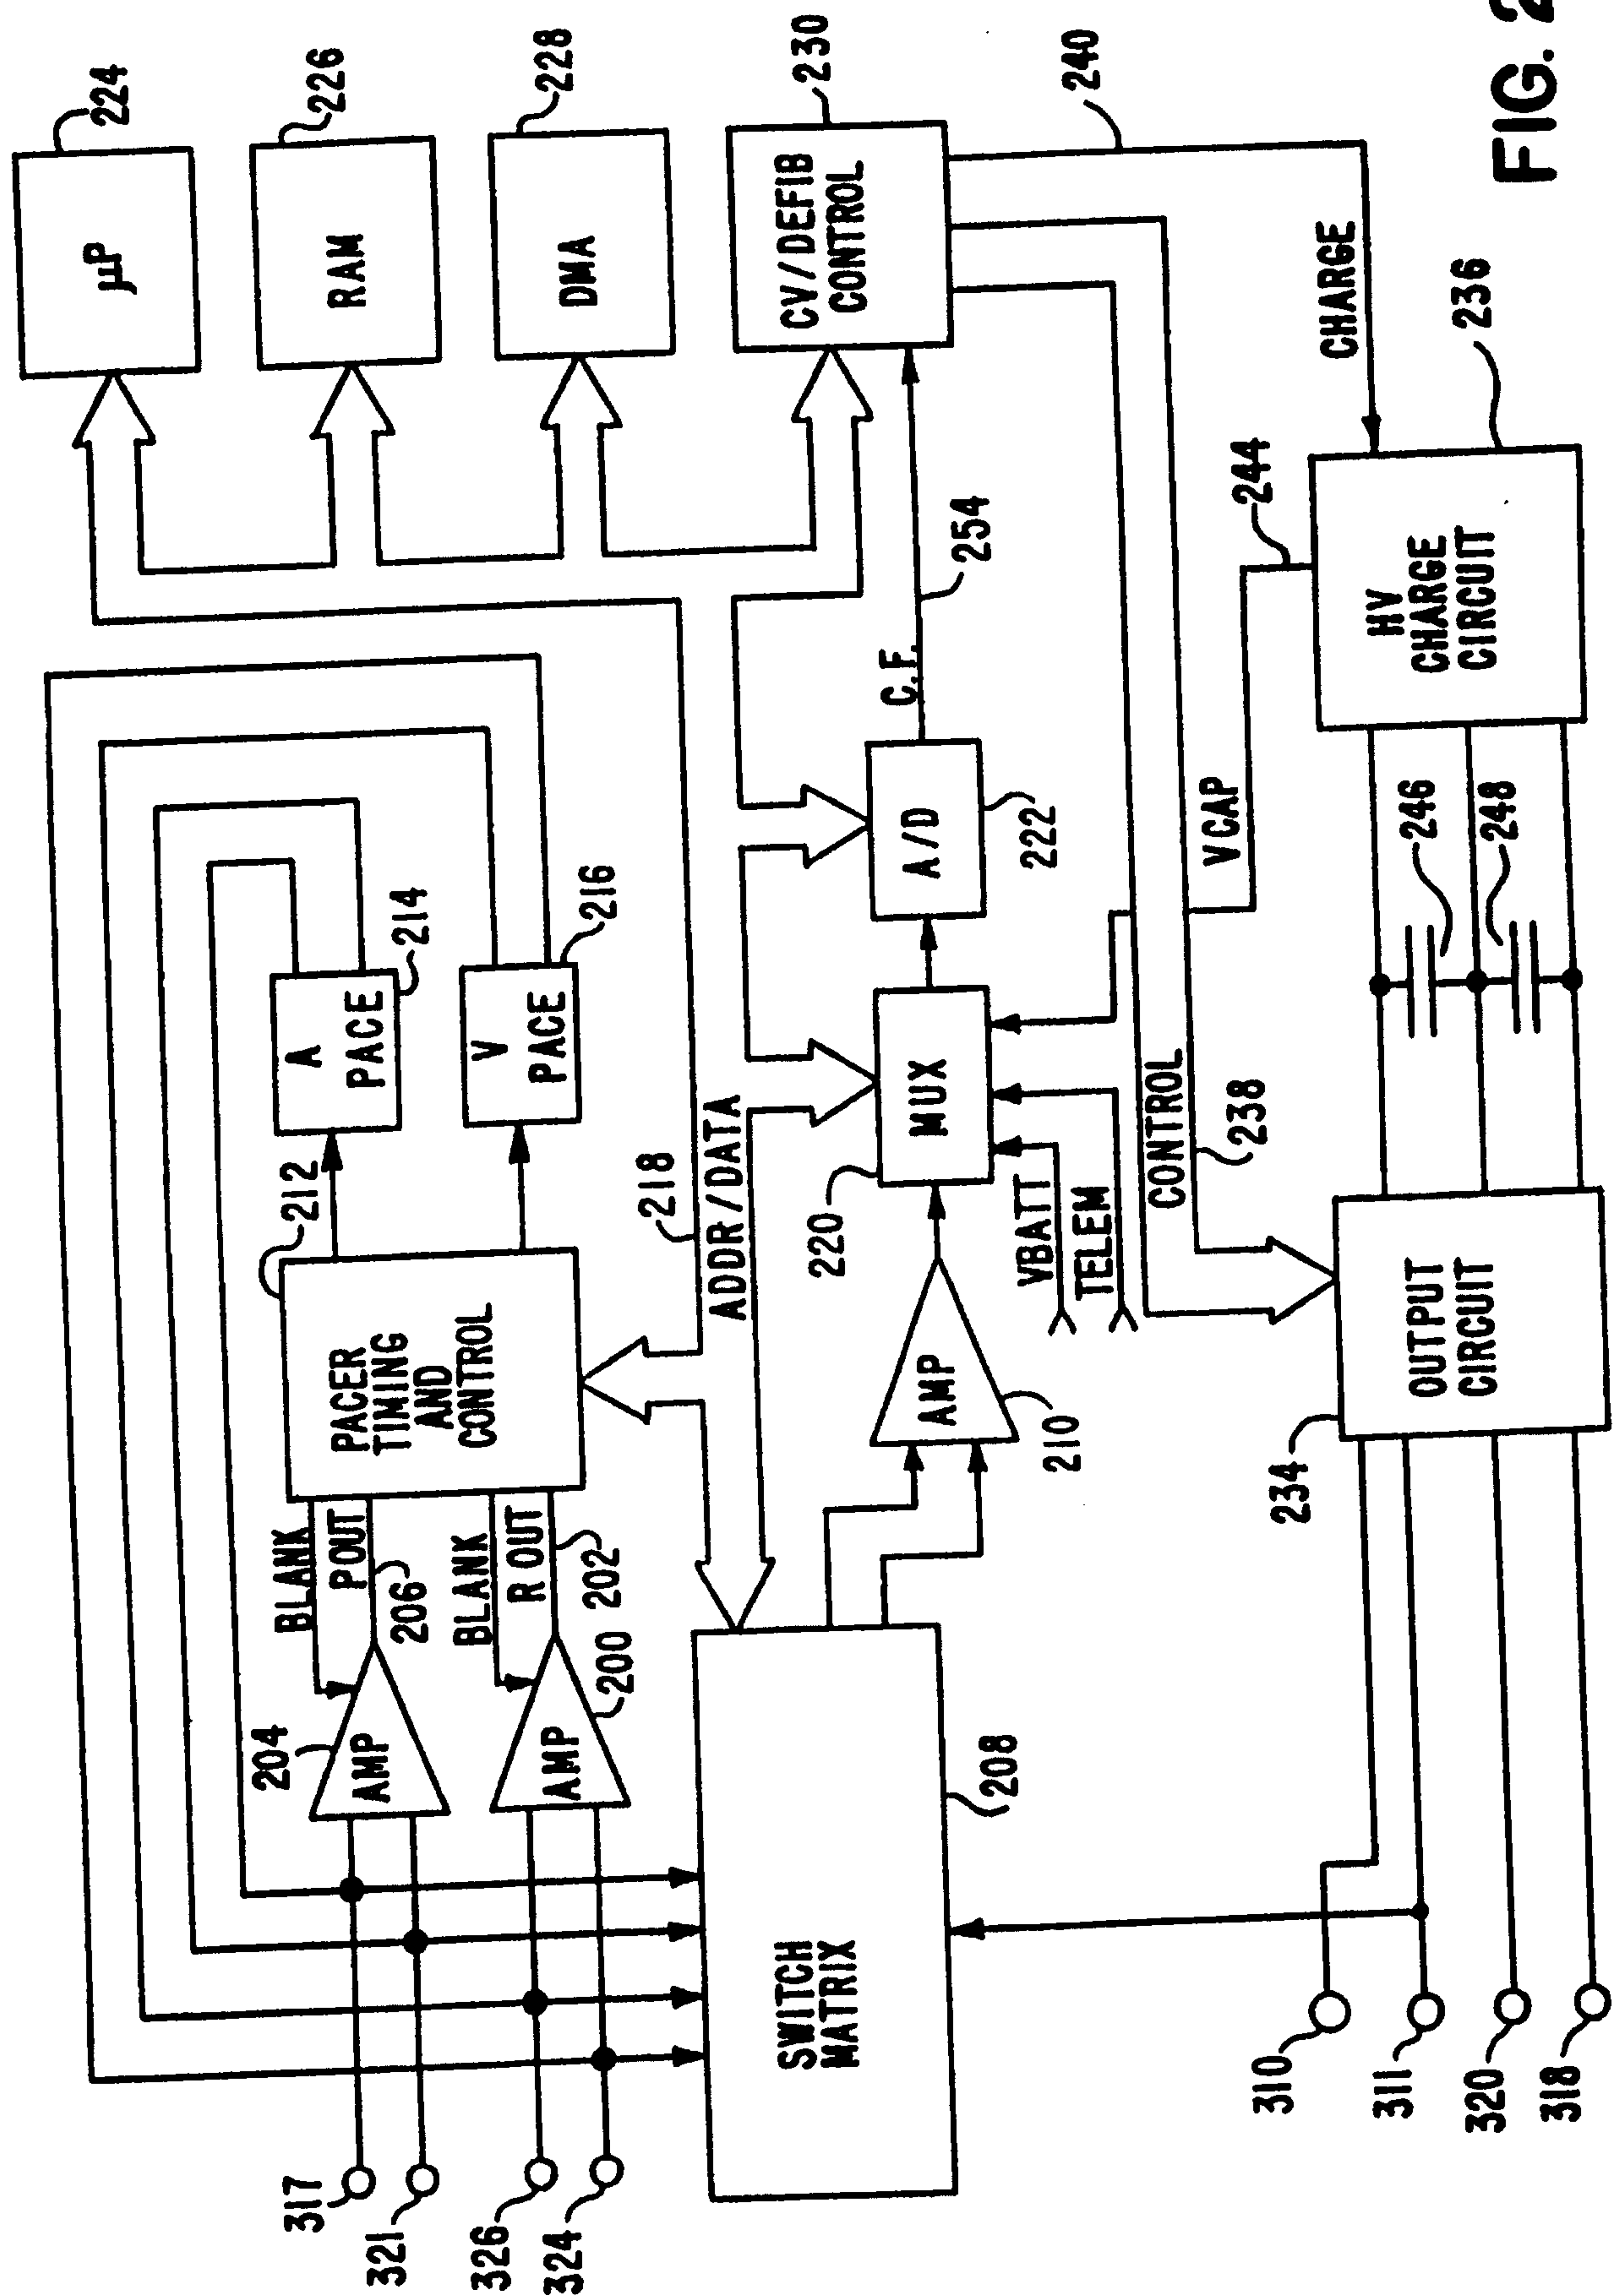 317
321
326
324
204
AMP
BLANK
P OUT
206
AMP
200
BLANK
R OUT
202
212
PACER
TIMING
AND
CONTROL
A
PACE
214
V
PACE
216
224
µP
226
RAM
228
DMA
230
CV/DEFIB
CONTROL
218
ADDR/DATA
SWITCH
MATRIX
208
AMP
210
220
MUX
A/D
222
C.F.
254
VBATT
TELEM
CONTROL
238
VCAP
244
240
CHARGE
236
HV
CHARGE
CIRCUIT
246
248
234
OUTPUT
CIRCUIT
310
311
320
318
FIG. 2